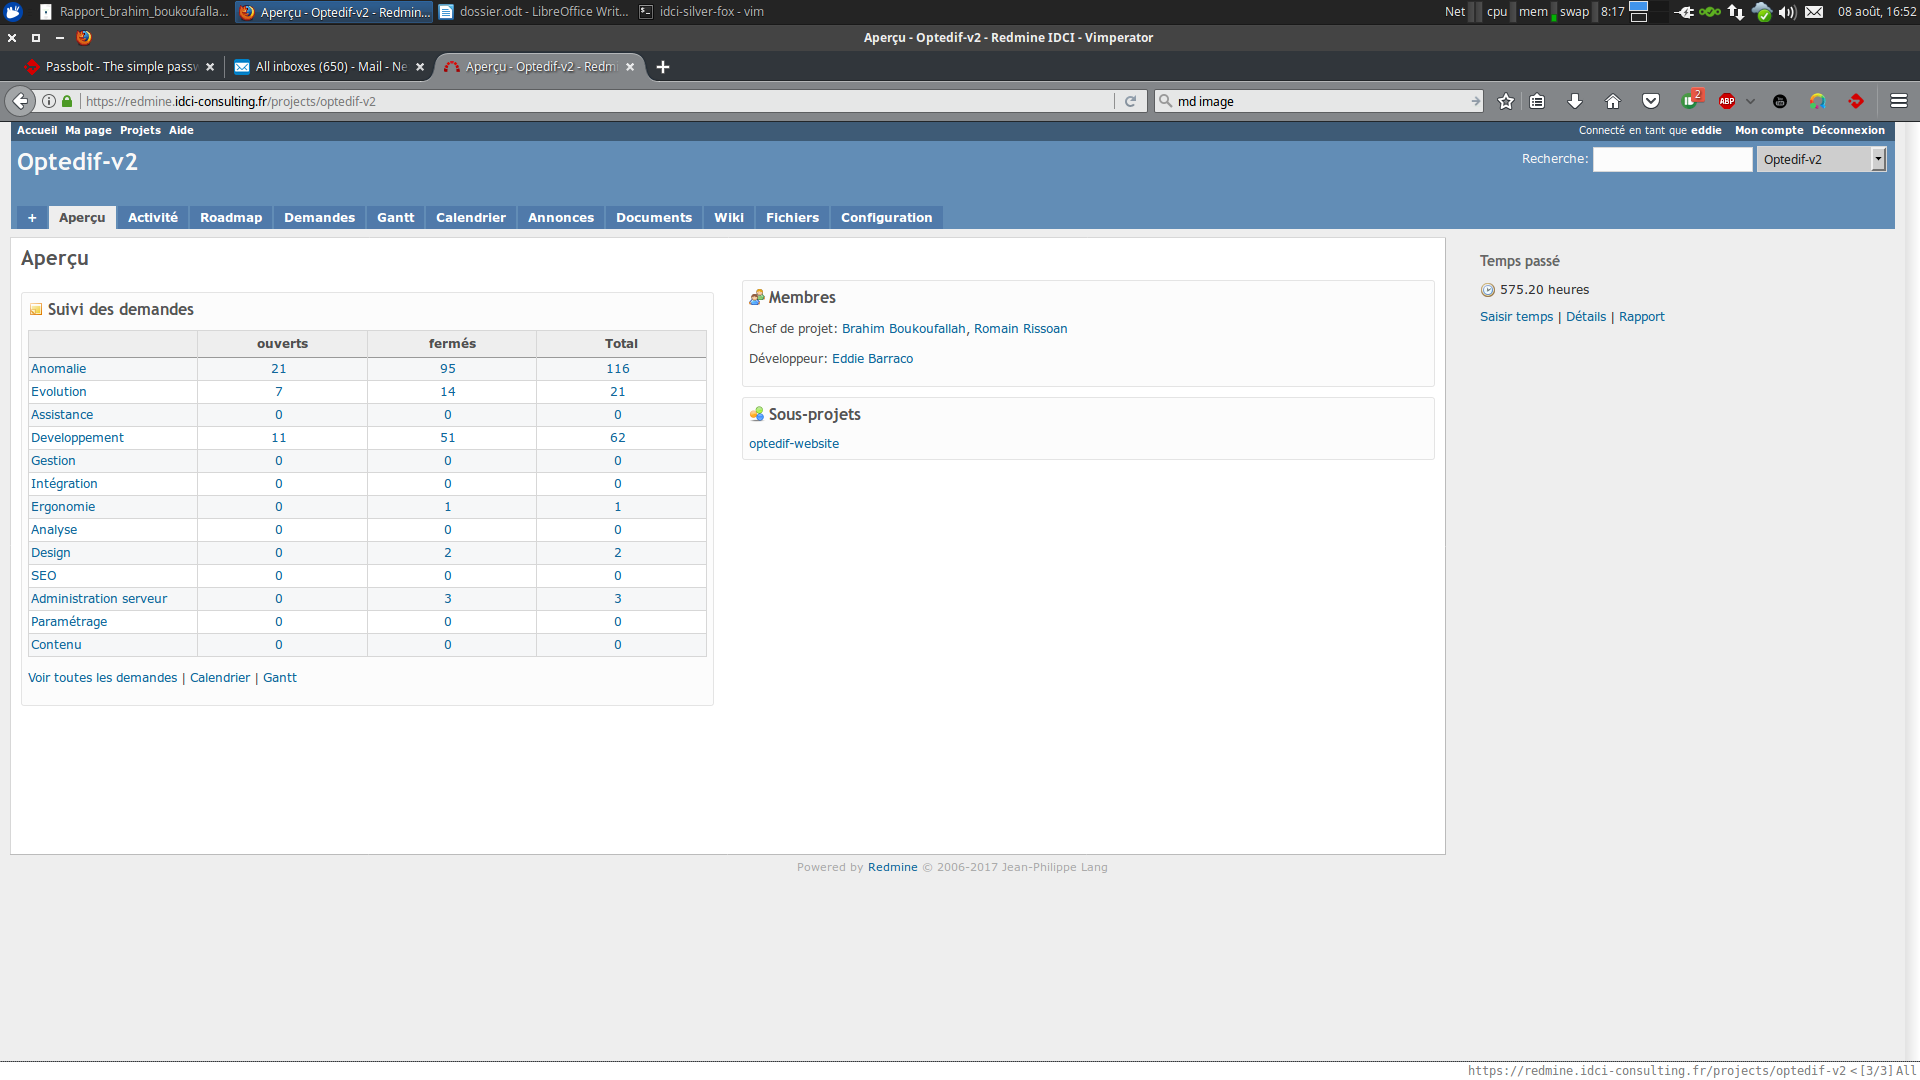 Rapport_brahim_boukoufalla... Aperçu - Optedif-v2 - Redmin... dossier.odt - LibreOffice Writ... idci-silver-fox - vim Net cpu mem swap 8:17 08 août, 16:52
Aperçu - Optedif-v2 - Redmine IDCI - Vimperator
Passbolt - The simple passw All inboxes (650) - Mail - Ne Aperçu - Optedif-v2 - Redm
https://redmine.idci-consulting.fr/projects/optedif-v2 md image 2 ABP
Accueil Ma page Projets Aide Connecté en tant que eddie Mon compte Déconnexion
Optedif-v2 Recherche: Optedif-v2
+ Aperçu Activité Roadmap Demandes Gantt Calendrier Annonces Documents Wiki Fichiers Configuration
Aperçu
Suivi des demandes
ouverts fermés Total
Anomalie 21 95 116
Evolution 7 14 21
Assistance 0 0 0
Developpement 11 51 62
Gestion 0 0 0
Intégration 0 0 0
Ergonomie 0 1 1
Analyse 0 0 0
Design 0 2 2
SEO 0 0 0
Administration serveur 0 3 3
Paramétrage 0 0 0
Contenu 0 0 0
Voir toutes les demandes | Calendrier | Gantt
Membres
Chef de projet: Brahim Boukoufallah, Romain Rissoan
Développeur: Eddie Barraco
Sous-projets
optedif-website
Temps passé
575.20 heures
Saisir temps | Détails | Rapport
Powered by Redmine © 2006-2017 Jean-Philippe Lang
https://redmine.idci-consulting.fr/projects/optedif-v2 < [3/3] All